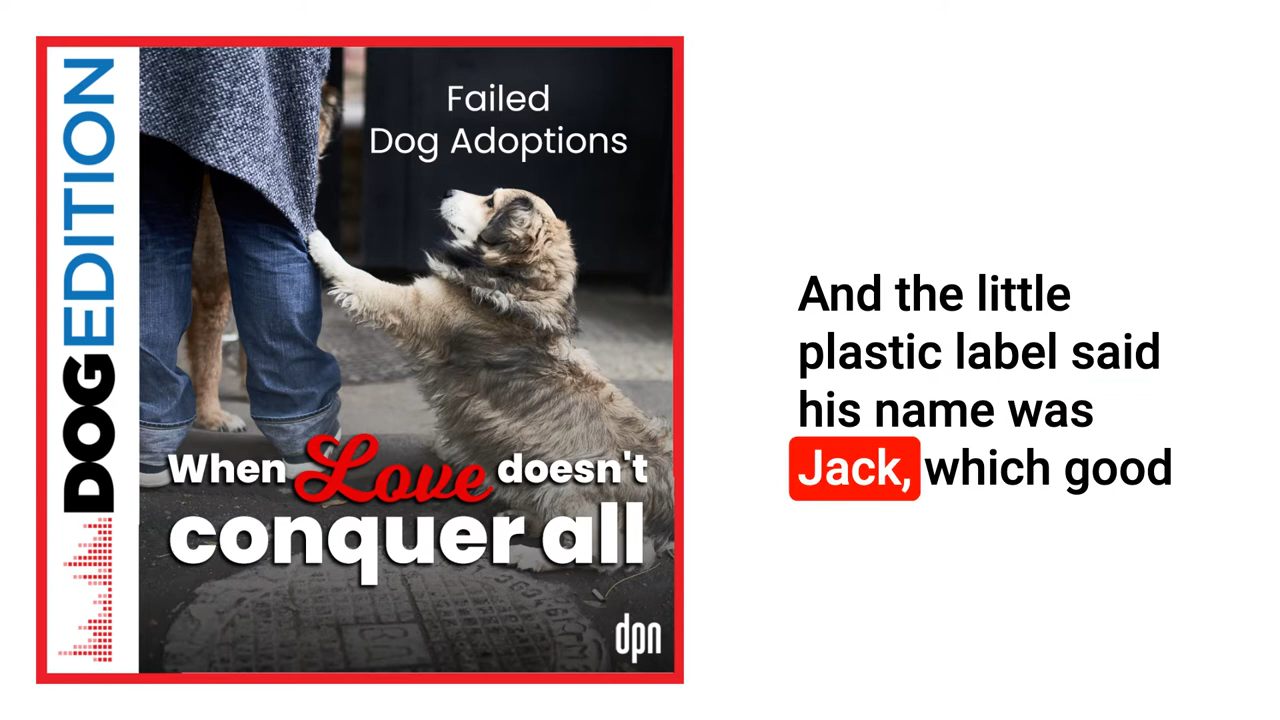 DOGEDITION
Failed
Dog Adoptions
When Love doesn't
conquer all
dpn
And the little
plastic label said
his name was
Jack, which good